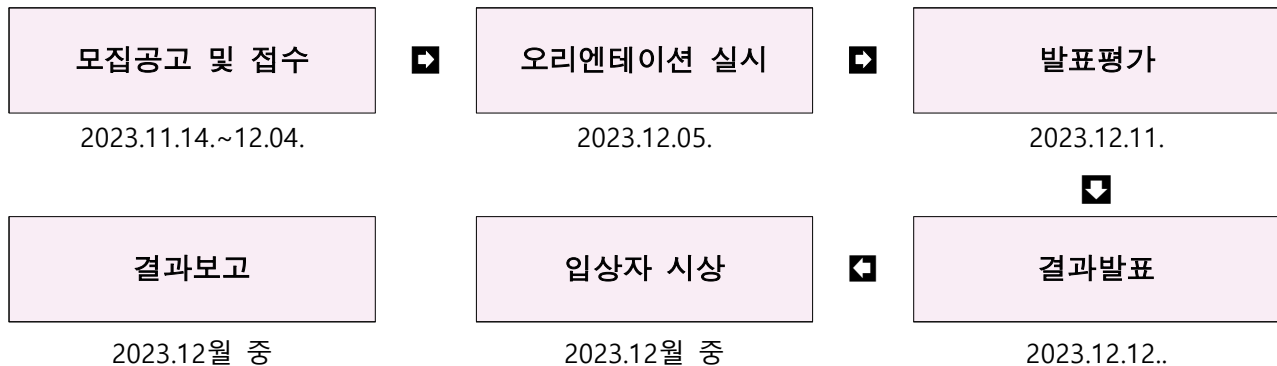 모집공고 및 접수
오리엔테이션 실시
발표평가
2023.11.14.~12.04.
2023.12.05.
2023.12.11.
결과보고
입상자 시상
결과발표
2023.12월 중
2023.12월 중
2023.12.12..